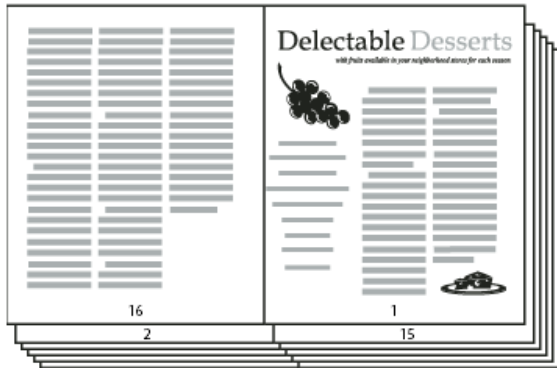 Delectable Desserts
with fruits available in your neighborhood stores for each season
16
1
2
15